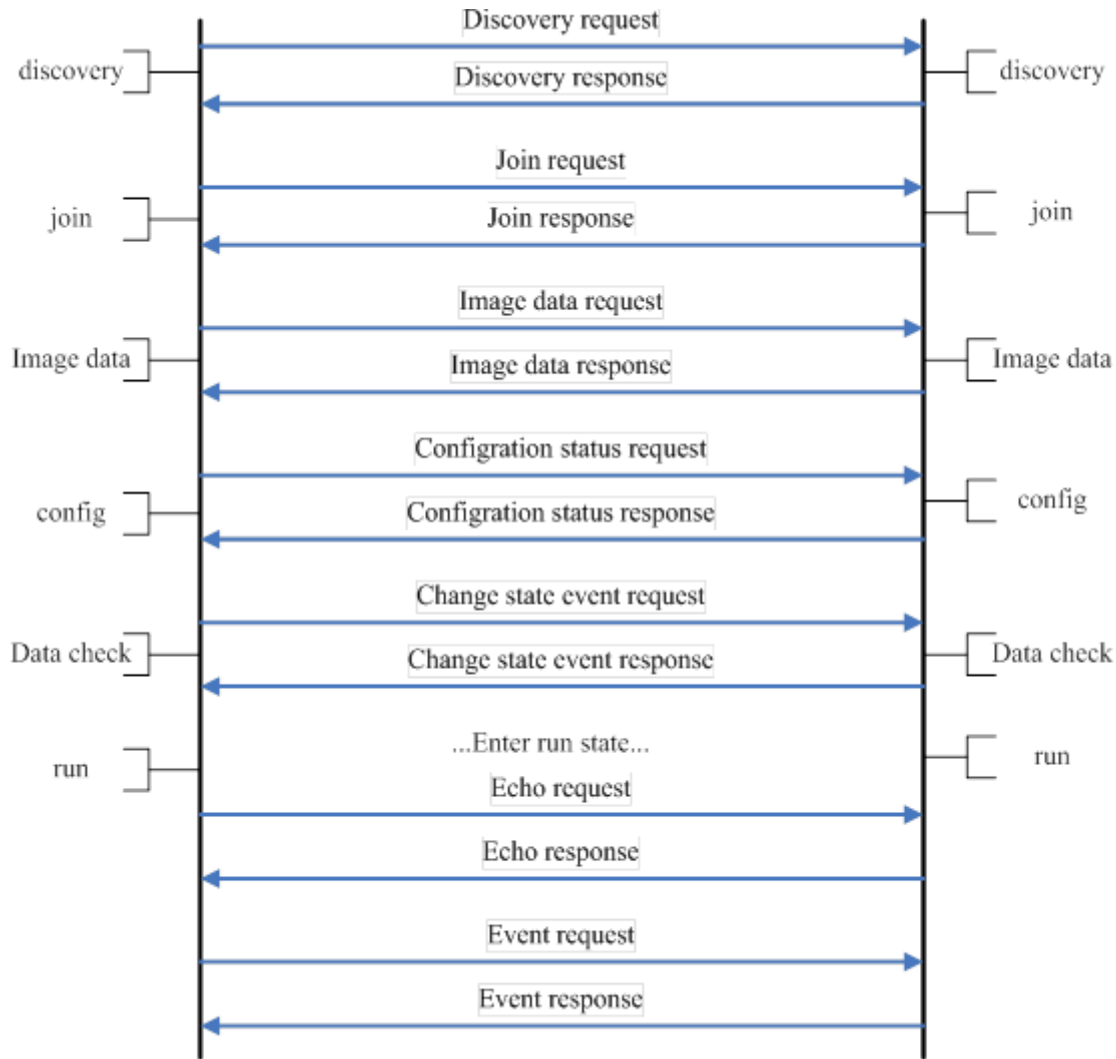 Discovery request
discovery
discovery
Discovery response
Join request
join
join
Join response
Image data request
Image data
Image data
Image data response
Configration status request
config
config
Configration status response
Change state event request
Data check
Data check
Change state event response
...Enter run state...
run
run
Echo request
Echo response
Event request
Event response